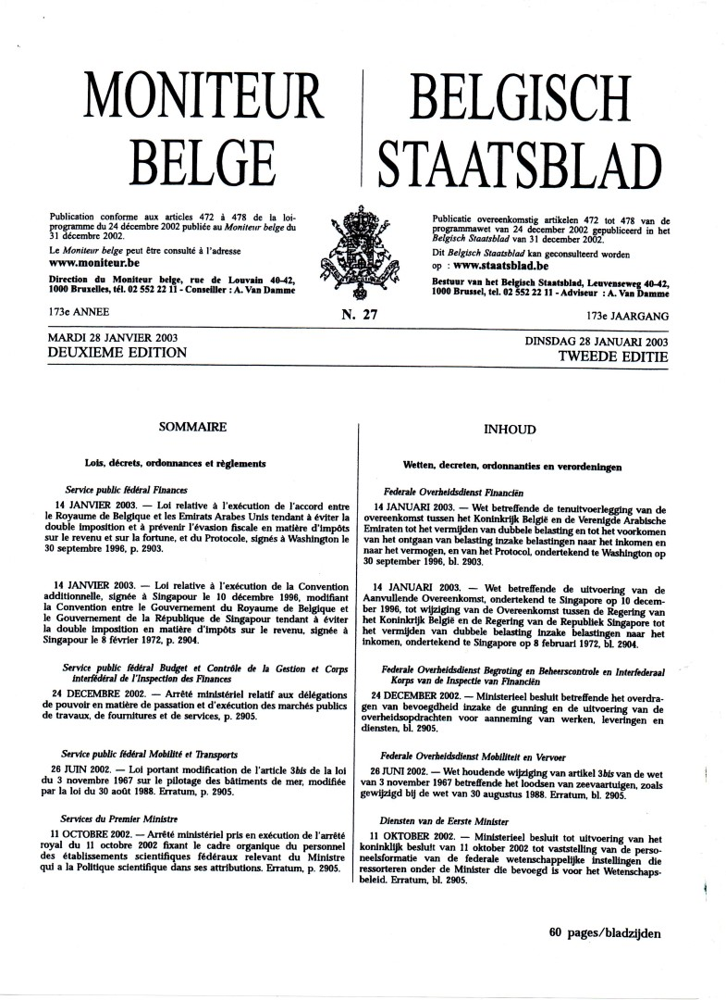 MONITEUR
BELGE
BELGISCH
STAATSBLAD
Publication conforme aux articles 472 à 478 de la loi-
programme du 24 décembre 2002 publiée au Moniteur belge du
31 décembre 2002.
Le Moniteur belge peut être consulté à l'adresse
www.moniteur.be
Direction du Moniteur belge, rue de Louvain 40-42,
1000 Bruxelles, tél. 02 552 22 11 - Conseiller : A. Van Damme
Publicatie overeenkomstig artikelen 472 tot 478 van de
programmawet van 24 december 2002 gepubliceerd in het
Belgisch Staatsblad van 31 december 2002.
Dit Belgisch Staatsblad kan geconsulteerd worden
op : www.staatsblad.be
Bestuur van het Belgisch Staatsblad, Leuvenseweg 40-42,
1000 Brussel, tel. 02 552 22 11 - Adviseur : A. Van Damme
173e ANNEE
N. 27
173e JAARGANG
MARDI 28 JANVIER 2003
DEUXIEME EDITION
DINSDAG 28 JANUARI 2003
TWEEDE EDITIE
SOMMAIRE
Lois, décrets, ordonnances et règlements
Service public fédéral Finances
14 JANVIER 2003. — Loi relative à l'exécution de l'accord entre
le Royaume de Belgique et les Emirats Arabes Unis tendant à éviter la
double imposition et à prévenir l'évasion fiscale en matière d'impôts
sur le revenu et sur la fortune, et du Protocole, signés à Washington le
30 septembre 1996, p. 2903.
14 JANVIER 2003. — Loi relative à l'exécution de la Convention
additionnelle, signée à Singapour le 10 décembre 1996, modifiant
la Convention entre le Gouvernement du Royaume de Belgique et
le Gouvernement de la République de Singapour tendant à éviter
la double imposition en matière d'impôts sur le revenu, signée à
Singapour le 8 février 1972, p. 2904.
Service public fédéral Budget et Contrôle de la Gestion et Corps
interfédéral de l'Inspection des Finances
24 DECEMBRE 2002. — Arrêté ministériel relatif aux délégations
de pouvoir en matière de passation et d'exécution des marchés publics
de travaux, de fournitures et de services, p. 2905.
Service public fédéral Mobilité et Transports
26 JUIN 2002. — Loi portant modification de l'article 3bis de la loi
du 3 novembre 1967 sur le pilotage des bâtiments de mer, modifiée
par la loi du 30 août 1988. Erratum, p. 2905.
Services du Premier Ministre
11 OCTOBRE 2002. — Arrêté ministériel pris en exécution de l'arrêté
royal du 11 octobre 2002 fixant le cadre organique du personnel
des établissements scientifiques fédéraux relevant du Ministre
qui a la Politique scientifique dans ses attributions. Erratum, p. 2905.
INHOUD
Wetten, decreten, ordonnanties en verordeningen
Federale Overheidsdienst Financiën
14 JANUARI 2003. — Wet betreffende de tenuitvoerlegging van de
overeenkomst tussen het Koninkrijk België en de Verenigde Arabische
Emiraten tot het vermijden van dubbele belasting en tot het voorkomen
van het ontgaan van belasting inzake belastingen naar het inkomen en
naar het vermogen, en van het Protocol, ondertekend te Washington op
30 september 1996, bl. 2903.
14 JANUARI 2003. — Wet betreffende de uitvoering van de
Aanvullende Overeenkomst, ondertekend te Singapore op 10 decem-
ber 1996, tot wijziging van de Overeenkomst tussen de Regering van
het Koninkrijk België en de Regering van de Republiek Singapore tot
het vermijden van dubbele belasting inzake belastingen naar het
inkomen, ondertekend te Singapore op 8 februari 1972, bl. 2904.
Federale Overheidsdienst Begroting en Beheerscontrole en Interfederaal
Korps van de Inspectie van Financiën
24 DECEMBER 2002. — Ministerieel besluit betreffende het overdra-
gen van bevoegdheid inzake de gunning en de uitvoering van de
overheidsopdrachten voor aanneming van werken, leveringen en
diensten, bl. 2905.
Federale Overheidsdienst Mobiliteit en Vervoer
26 JUNI 2002. — Wet houdende wijziging van artikel 3bis van de wet
van 3 november 1967 betreffende het loodsen van zeevaartuigen, zoals
gewijzigd bij de wet van 30 augustus 1988. Erratum, bl. 2905.
Diensten van de Eerste Minister
11 OKTOBER 2002. — Ministerieel besluit tot uitvoering van het
koninklijk besluit van 11 oktober 2002 tot vaststelling van de perso-
neelsformatie van de federale wetenschappelijke instellingen die
ressorteren onder de Minister die bevoegd is voor het Wetenschaps-
beleid. Erratum, bl. 2905.
60 pages/bladzijden